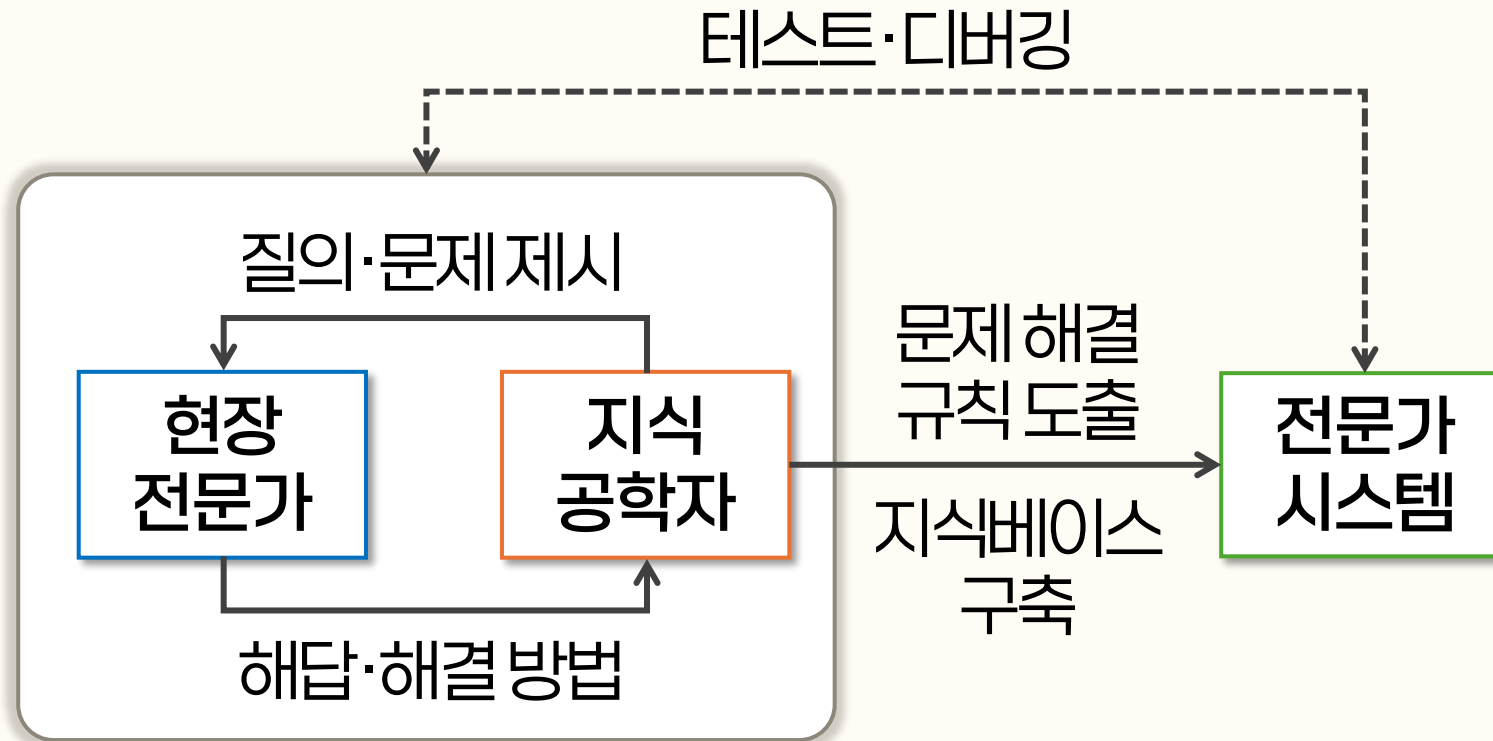 테스트·디버깅
질의·문제 제시
현장
전문가
지식
공학자
해답·해결 방법
문제 해결
규칙 도출
지식베이스
구축
전문가
시스템